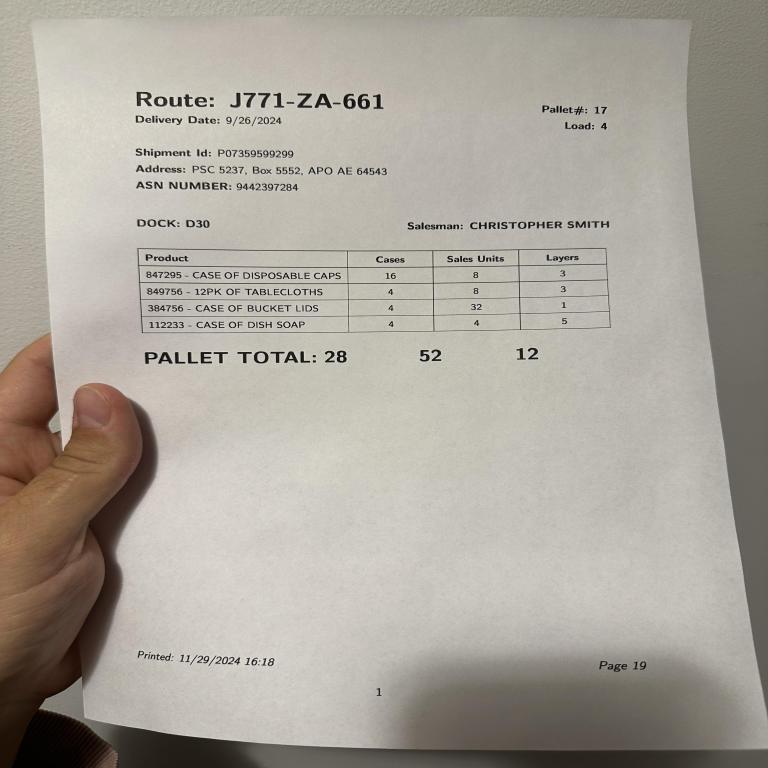 Route: J771-ZA-661
Delivery Date: 9/26/2024
Pallet#: 17
Load: 4
Shipment Id: P07359599299
Address: PSC 5237, Box 5552, APO AE 64543
ASN NUMBER: 9442397284
DOCK: D30 Salesman: CHRISTOPHER SMITH
Product Cases Sales Units Layers
847295 - CASE OF DISPOSABLE CAPS 16 8 3
849756 - 12PK OF TABLECLOTHS 4 8 3
384756 - CASE OF BUCKET LIDS 4 32 1
112233 - CASE OF DISH SOAP 4 4 5
PALLET TOTAL: 28 52 12
Printed: 11/29/2024 16:18 Page 19
1